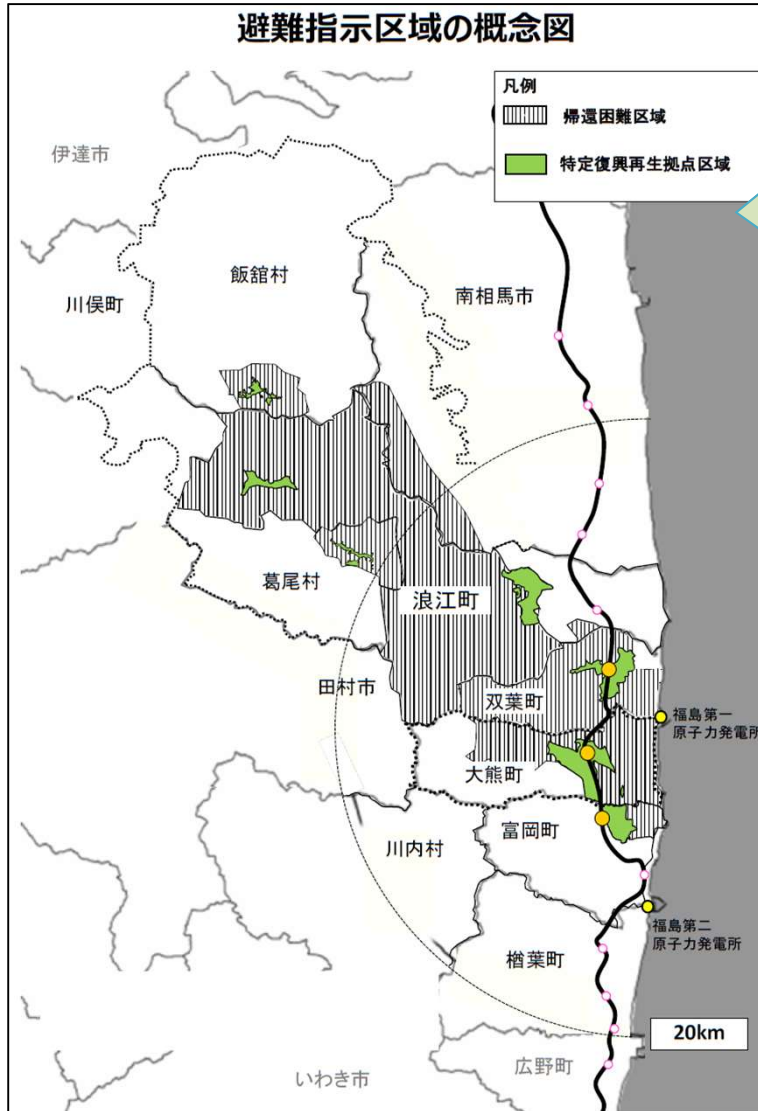 避難指示区域の概念図
凡例
帰還困難区域
特定復興再生拠点区域
伊達市
飯舘村
川俣町
南相馬市
葛尾村
浪江町
田村市
双葉町
福島第一
原子力発電所
大熊町
富岡町
川内村
福島第二
原子力発電所
楢葉町
20km
広野町
いわき市